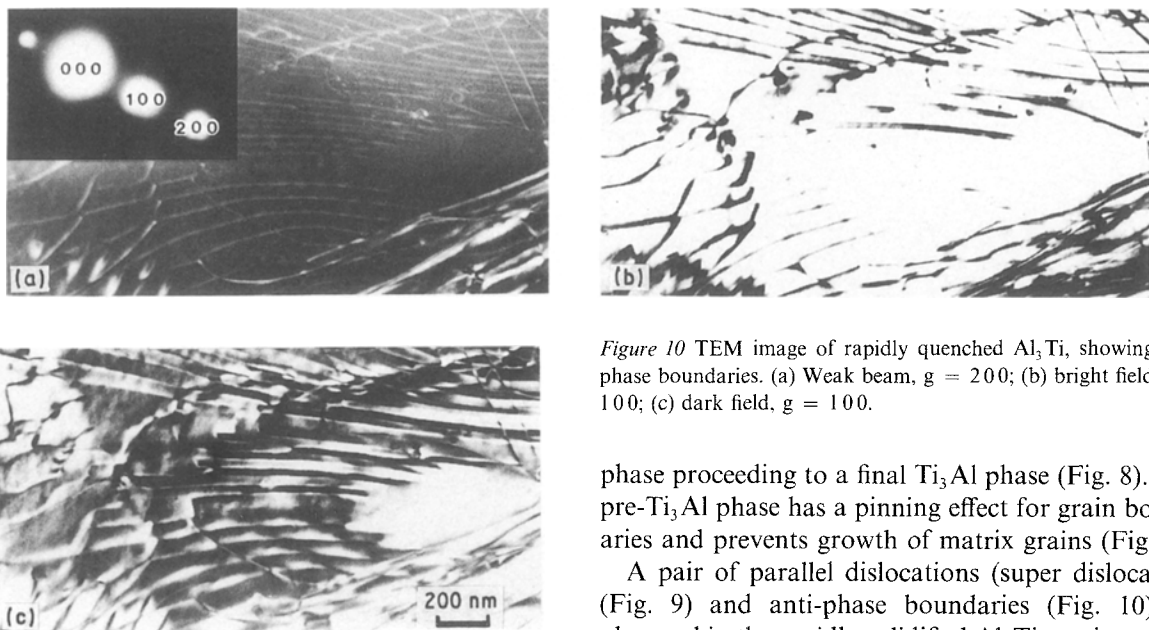 000
100
200
(a)
(b)
Figure 10 TEM image of rapidly quenched Al₃Ti, showing
phase boundaries. (a) Weak beam, g = 200; (b) bright field
100; (c) dark field, g = 100.
200 nm
(c)
phase proceeding to a final Ti₃Al phase (Fig. 8).
pre-Ti₃Al phase has a pinning effect for grain bo
aries and prevents growth of matrix grains (Fig
A pair of parallel dislocations (super disloca
(Fig. 9) and anti-phase boundaries (Fig. 10)